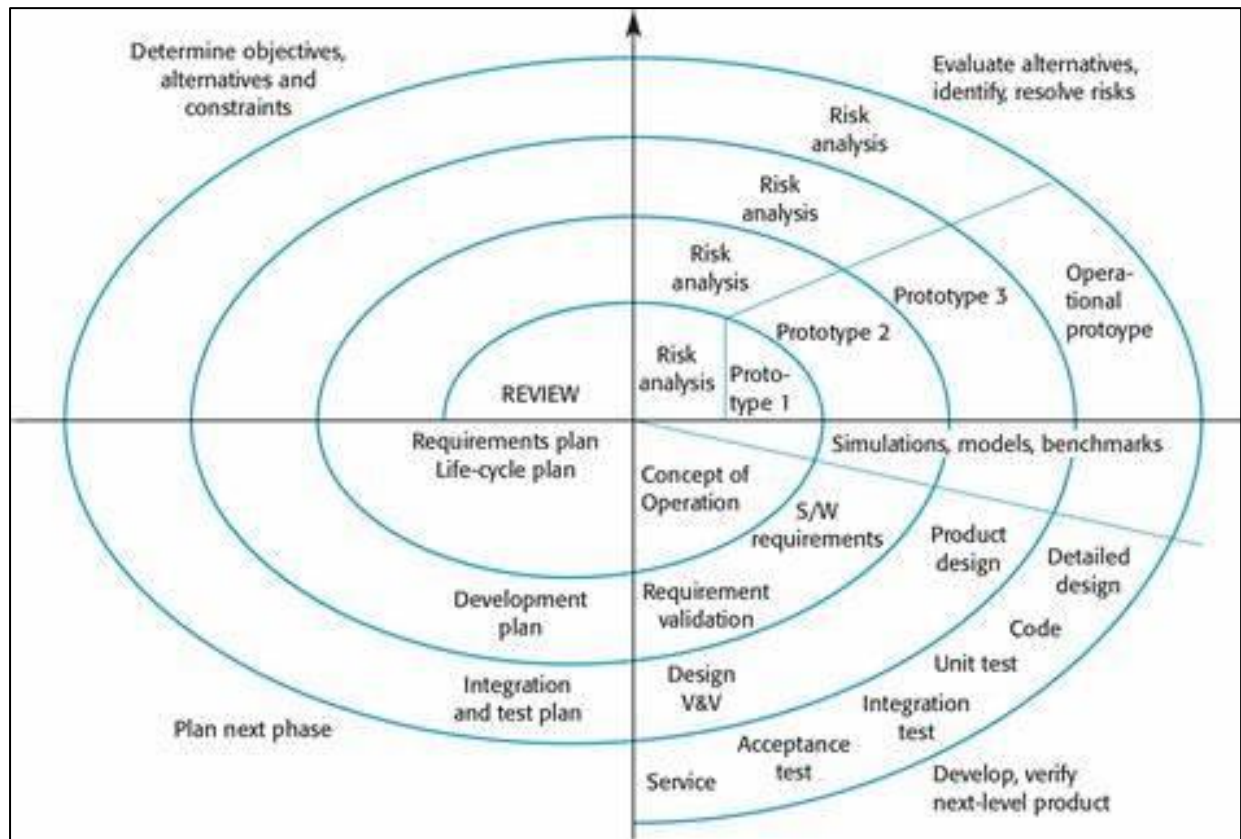 Determine objectives,
alternatives and
constraints
Evaluate alternatives,
identify, resolve risks
Risk
analysis
Risk
analysis
Risk
analysis
Risk
analysis
Proto-
type 1
Prototype 2
Prototype 3
Opera-
tional
protoype
REVIEW
Requirements plan
Life-cycle plan
Simulations, models, benchmarks
Concept of
Operation
S/W
requirements
Product
design
Detailed
design
Development
plan
Requirement
validation
Code
Unit test
Integration
and test plan
Design
V&V
Integration
test
Acceptance
test
Service
Plan next phase
Develop, verify
next-level product